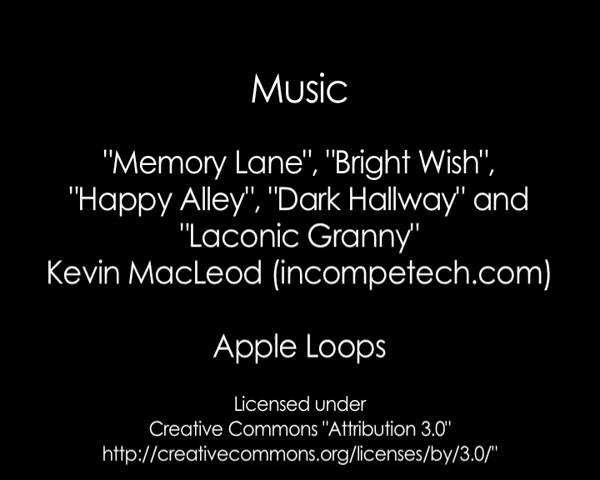 Music
"Memory Lane", "Bright Wish",
"Happy Alley", "Dark Hallway" and
"Laconic Granny"
Kevin MacLeod (incompetech.com)
Apple Loops
Licensed under
Creative Commons "Attribution 3.0"
http://creativecommons.org/licenses/by/3.0/"